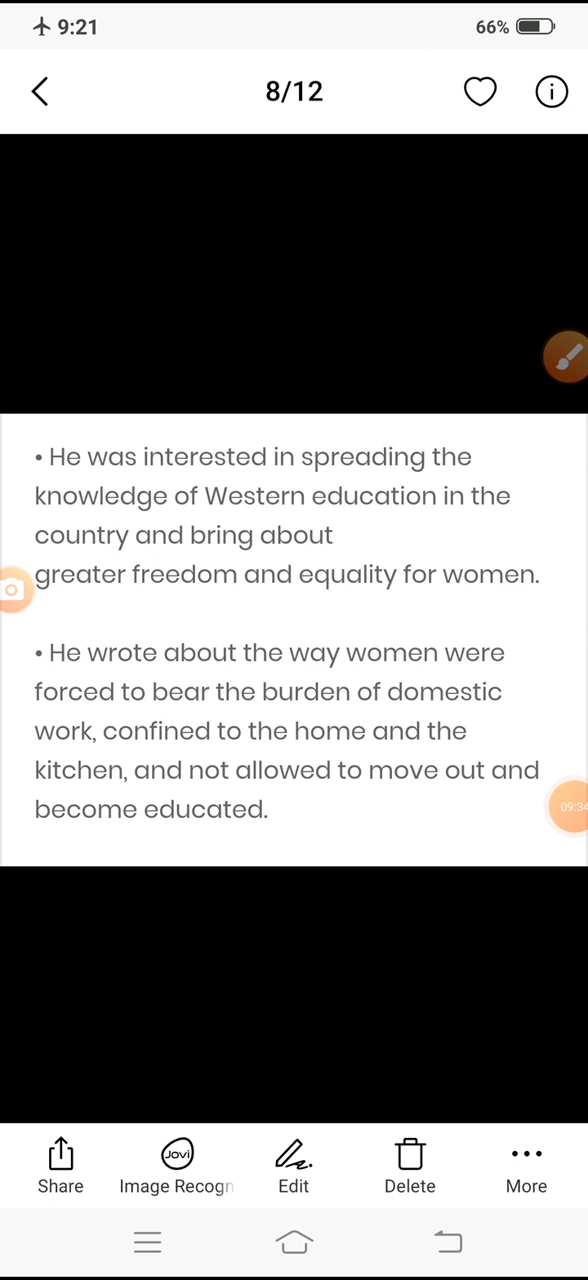 9:21
66%
8/12
• He was interested in spreading the
knowledge of Western education in the
country and bring about
greater freedom and equality for women.
• He wrote about the way women were
forced to bear the burden of domestic
work, confined to the home and the
kitchen, and not allowed to move out and
become educated.
09:34
Jovi
Share
Image Recogn
Edit
Delete
More